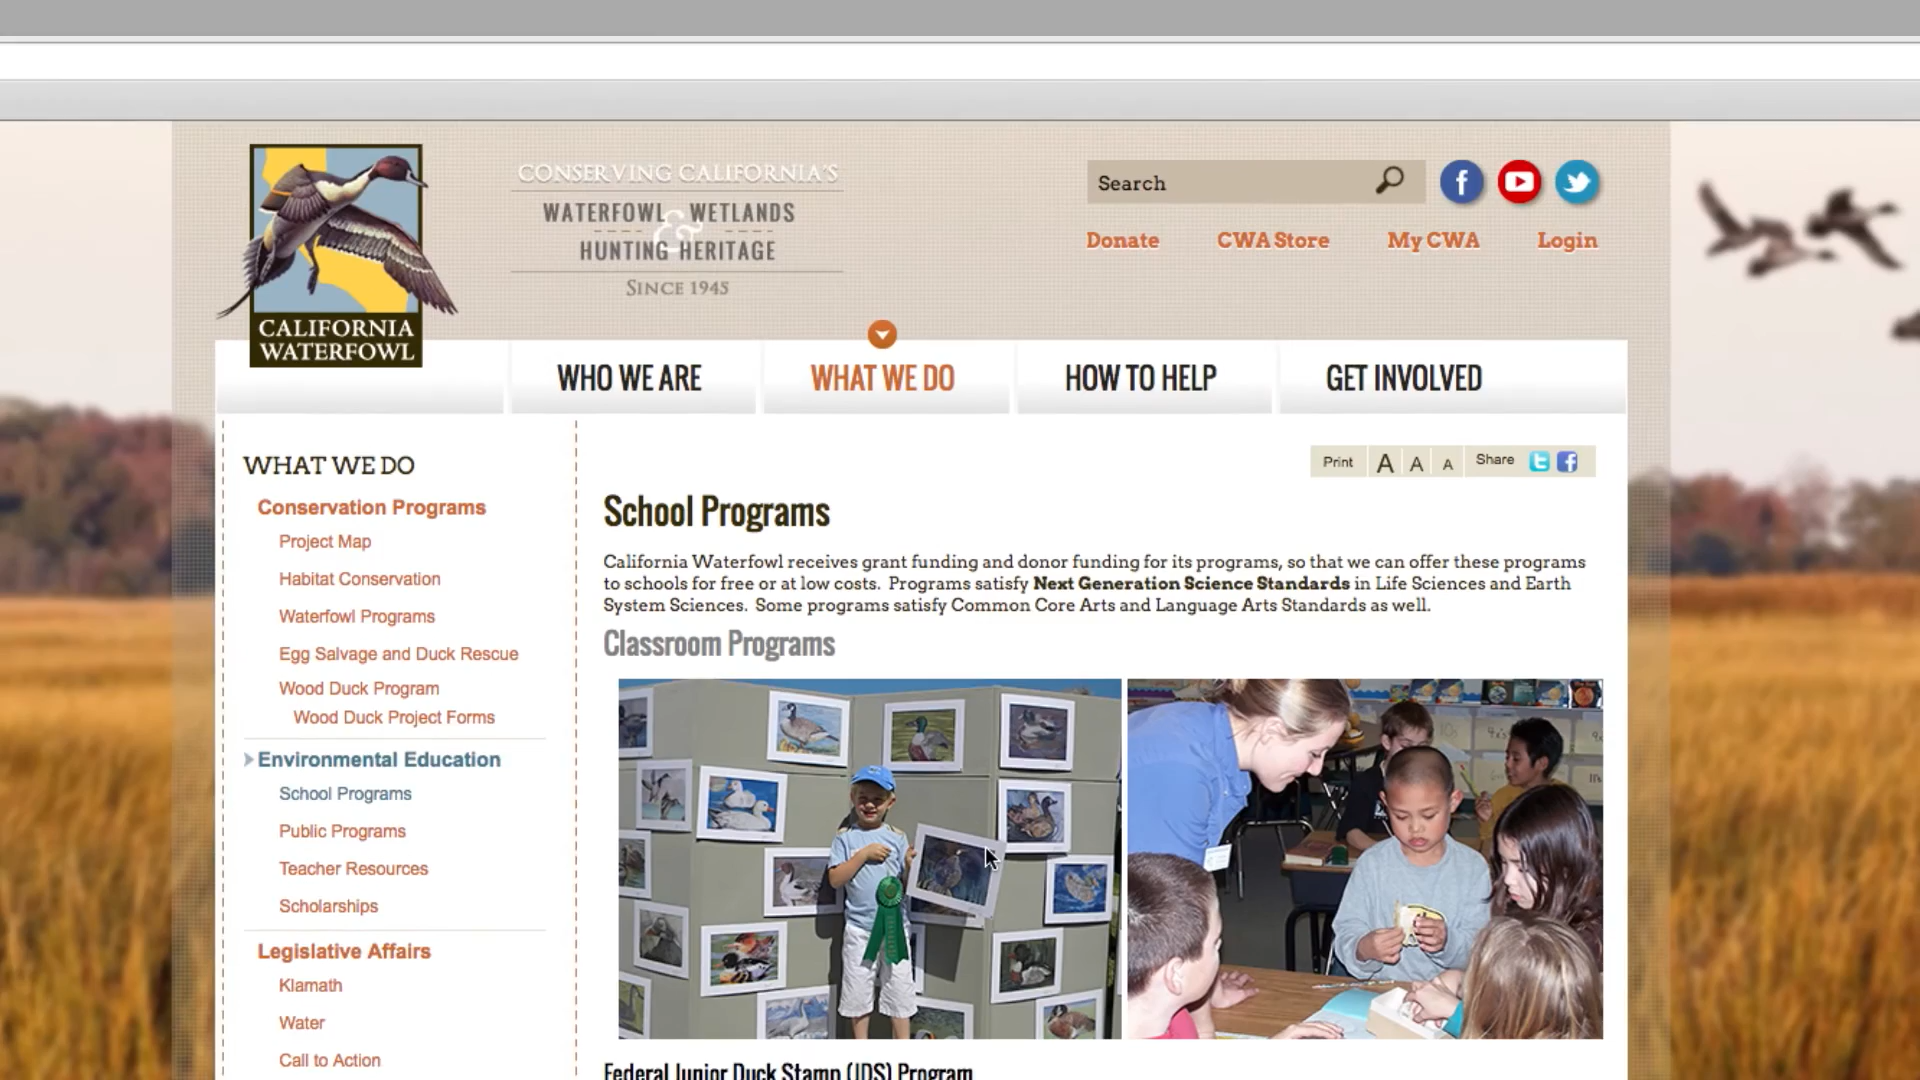 CALIFORNIA
WATERFOWL
CONSERVING CALIFORNIA'S
WATERFOWL & WETLANDS
HUNTING HERITAGE
SINCE 1945
Search
Donate
CWA Store
My CWA
Login
WHO WE ARE
WHAT WE DO
HOW TO HELP
GET INVOLVED
WHAT WE DO
Conservation Programs
Project Map
Habitat Conservation
Waterfowl Programs
Egg Salvage and Duck Rescue
Wood Duck Program
Wood Duck Project Forms
Environmental Education
School Programs
Public Programs
Teacher Resources
Scholarships
Legislative Affairs
Klamath
Water
Call to Action
Print A A A Share
School Programs
California Waterfowl receives grant funding and donor funding for its programs, so that we can offer these programs
to schools for free or at low costs. Programs satisfy Next Generation Science Standards in Life Sciences and Earth
System Sciences. Some programs satisfy Common Core Arts and Language Arts Standards as well.
Classroom Programs
Federal Junior Duck Stamp (JDS) Program